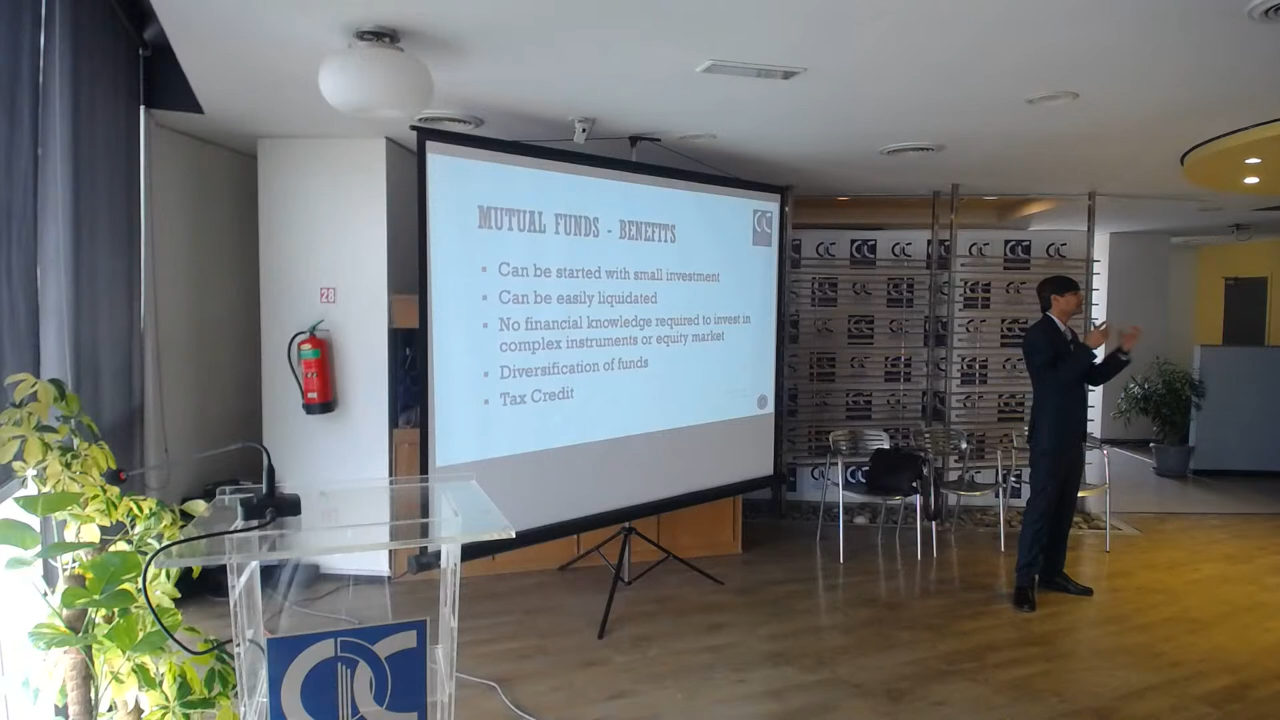 28
MUTUAL FUNDS - BENEFITS
▪ Can be started with small investment
▪ Can be easily liquidated
▪ No financial knowledge required to invest in
complex instruments or equity market
▪ Diversification of funds
▪ Tax Credit